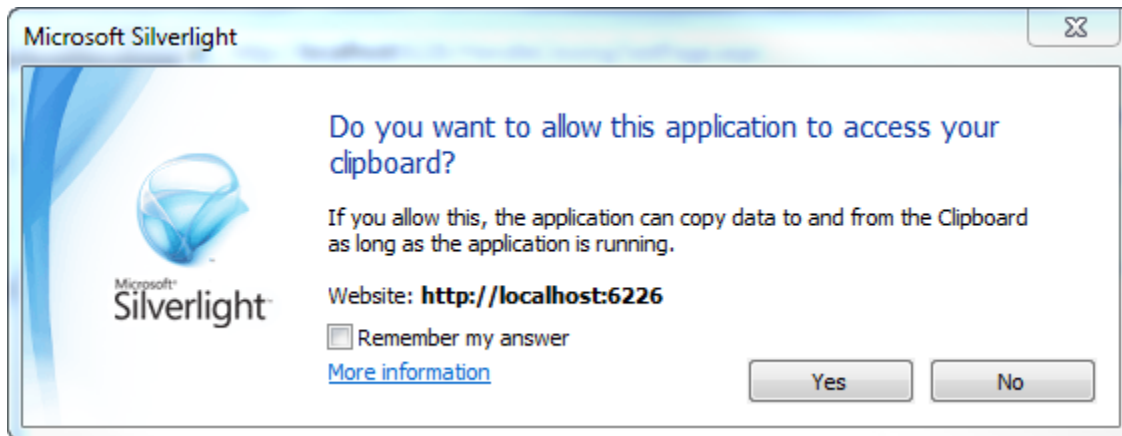 Microsoft Silverlight
Do you want to allow this application to access your
clipboard?
If you allow this, the application can copy data to and from the Clipboard
as long as the application is running.
Microsoft®
Silverlight™
Website: http://localhost:6226
Remember my answer
More information
Yes
No